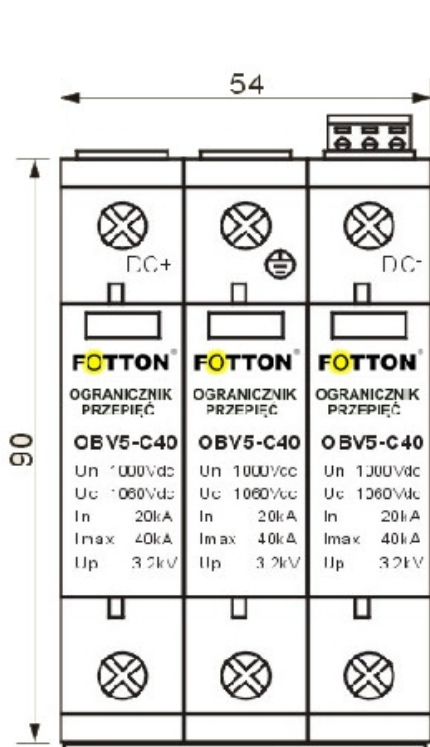 54
90
DC+
DC-
FOTTON®
OGRANICZNIK
PRZEPIĘĆ
OBV5-C40
Un 1000Vdc
Uc 1060Vdc
In 20kA
Imax 40kA
Up 3.2kV
FOTTON®
OGRANICZNIK
PRZEPIĘĆ
OBV5-C40
Un 1000Vdc
Uc 1060Vdc
In 20kA
Imax 40kA
Up 3.2kV
FOTTON®
OGRANICZNIK
PRZEPIĘĆ
OBV5-C40
Un 1000Vdc
Uc 1060Vdc
In 20kA
Imax 40kA
Up 3.2kV